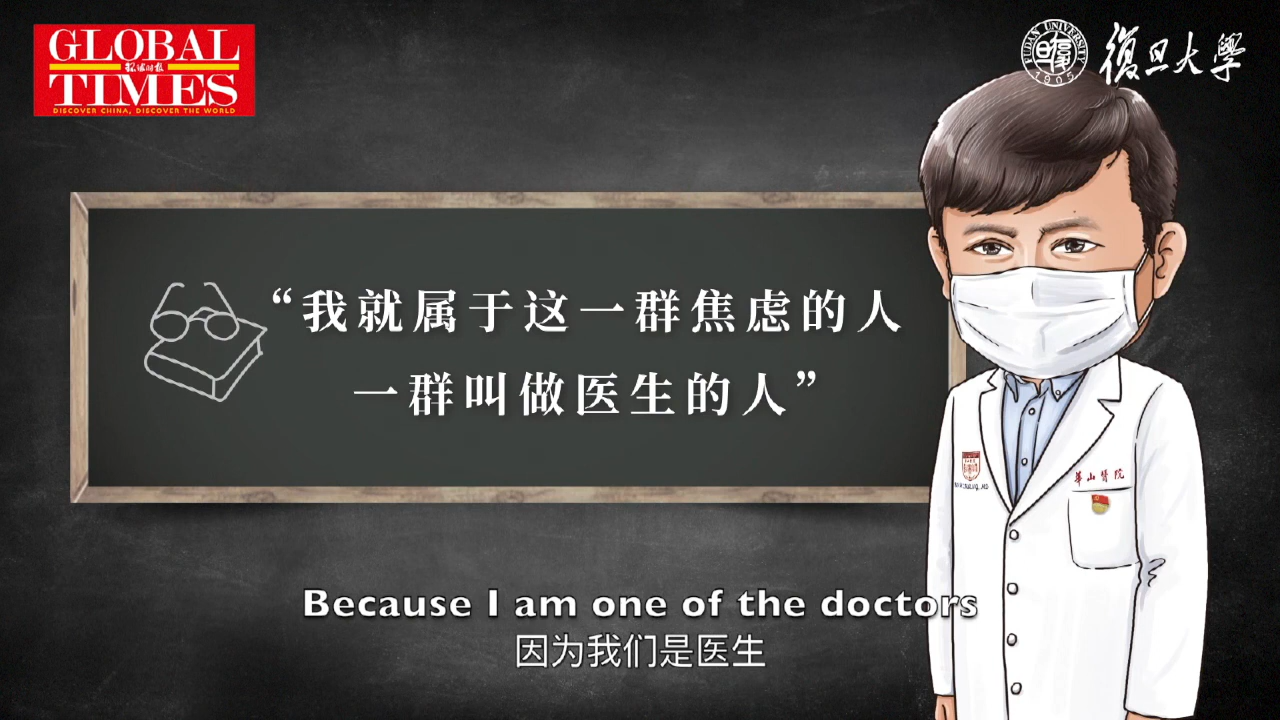 GLOBAL
环球时报
TIMES
DISCOVER CHINA, DISCOVER THE WORLD
FUDAN UNIVERSITY
1905
復旦大學
“我就属于这一群焦虑的人
一群叫做医生的人”
華山醫院
Because I am one of the doctors
因为我们是医生